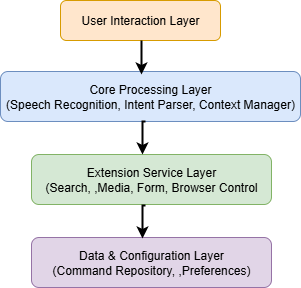 User Interaction Layer
Core Processing Layer
(Speech Recognition, Intent Parser, Context Manager)
Extension Service Layer
(Search, ,Media, Form, Browser Control
Data & Configuration Layer
(Command Repository, ,Preferences)